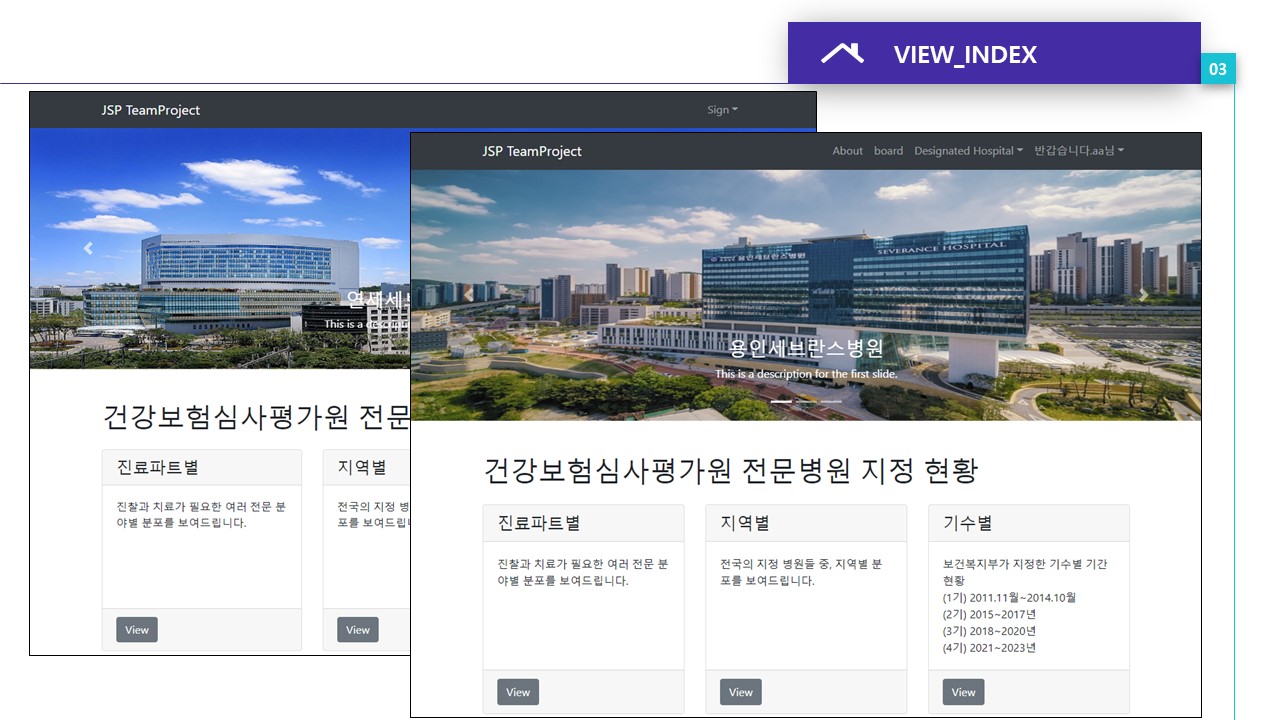 VIEW_INDEX
03
JSP TeamProject
Sign
연세세브
This is a descript
건강보험심사평가원 전문
진료파트별
진찰과 치료가 필요한 여러 전문 분
야별 분포를 보여드립니다.
View
지역별
전국의 지정 병
포를 보여드립니
View
JSP TeamProject
About board Designated Hospital 반갑습니다.aa님
용인세브란스병원
SEVERANCE HOSPITAL
용인세브란스병원
This is a description for the first slide.
건강보험심사평가원 전문병원 지정 현황
진료파트별
진찰과 치료가 필요한 여러 전문 분
야별 분포를 보여드립니다.
View
지역별
전국의 지정 병원들 중, 지역별 분
포를 보여드립니다.
View
기수별
보건복지부가 지정한 기수별 기간
현황
(1기) 2011.11월~2014.10월
(2기) 2015~2017년
(3기) 2018~2020년
(4기) 2021~2023년
View